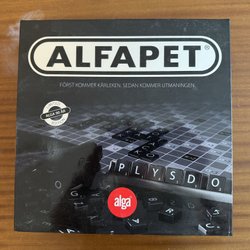 ALFAPET®
FÖRST KOMMER KÄRLEKEN. SEDAN KOMMER UTMANINGEN.
PLYSDO
alga